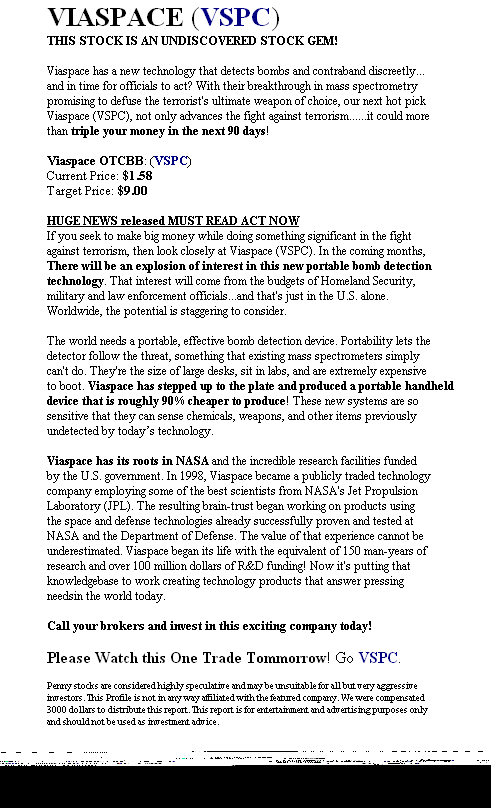 VIASPACE (VSPC)
THIS STOCK IS AN UNDISCOVERED STOCK GEM!
Viaspace has a new technology that detects bombs and contraband discreetly...
and in time for officials to act? With their breakthrough in mass spectrometry
promising to defuse the terrorist's ultimate weapon of choice, our next hot pick
Viaspace (VSPC), not only advances the fight against terrorism......it could more
than triple your money in the next 90 days!
Viaspace OTCBB: (VSPC)
Current Price: $1.58
Target Price: $9.00
HUGE NEWS released MUST READ ACT NOW
If you seek to make big money while doing something significant in the fight
against terrorism, then look closely at Viaspace (VSPC). In the coming months,
There will be an explosion of interest in this new portable bomb detection
technology. That interest will come from the budgets of Homeland Security,
military and law enforcement officials...and that's just in the U.S. alone.
Worldwide, the potential is staggering to consider.
The world needs a portable, effective bomb detection device. Portability lets the
detector follow the threat, something that existing mass spectrometers simply
can't do. They're the size of large desks, sit in labs, and are extremely expensive
to boot. Viaspace has stepped up to the plate and produced a portable handheld
device that is roughly 90% cheaper to produce! These new systems are so
sensitive that they can sense chemicals, weapons, and other items previously
undetected by today's technology.
Viaspace has its roots in NASA and the incredible research facilities funded
by the U.S. government. In 1998, Viaspace became a publicly traded technology
company employing some of the best scientists from NASA's Jet Propulsion
Laboratory (JPL). The resulting brain-trust began working on products using
the space and defense technologies already successfully proven and tested at
NASA and the Department of Defense. The value of that experience cannot be
underestimated. Viaspace began its life with the equivalent of 150 man-years of
research and over 100 million dollars of R&D funding! Now it's putting that
knowledgebase to work creating technology products that answer pressing
needsin the world today.
Call your brokers and invest in this exciting company today!
Please Watch this One Trade Tommorrow! Go VSPC.
Penny stocks are considered highly speculative and may be unsuitable for all but very aggressive
investors. This Profile is not in any way affiliated with the featured company. We were compensated
3000 dollars to distribute this report. This report is for entertainment and advertising purposes only
and should not be used as investment advice.